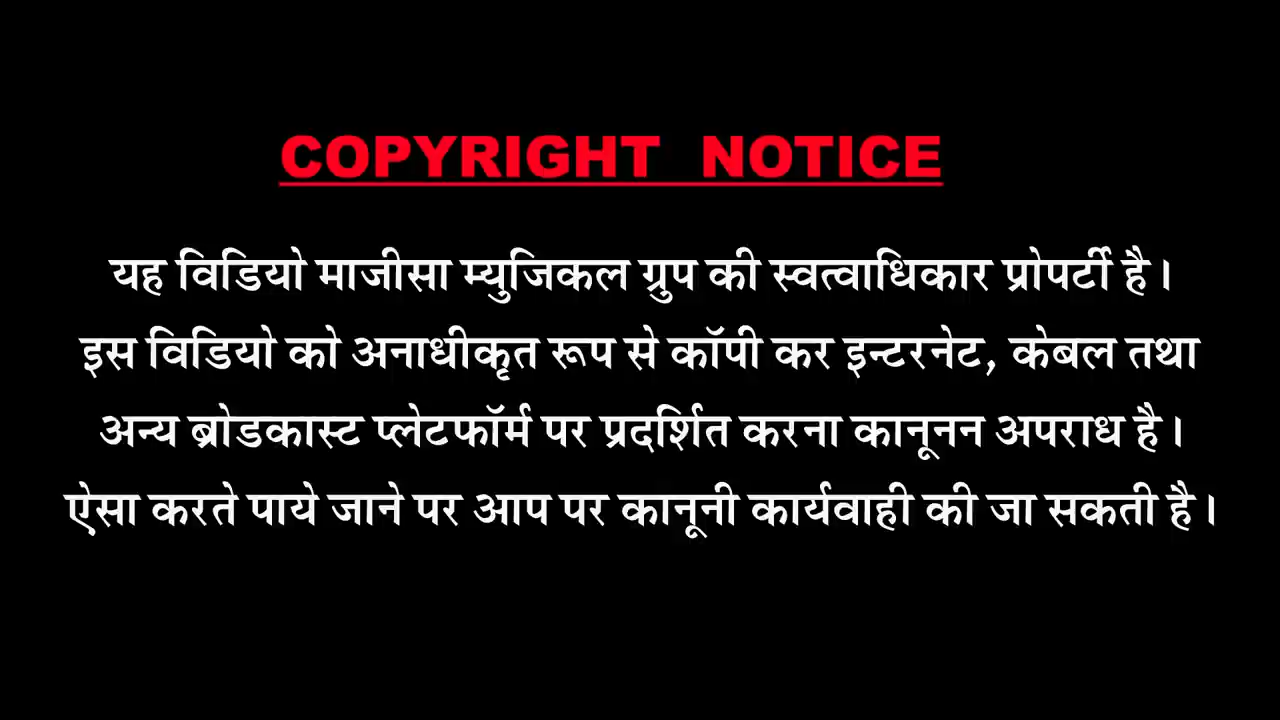 COPYRIGHT NOTICE
यह विडियो माजीसा म्युजिकल ग्रुप की स्वत्वाधिकार प्रोपर्टी है।
इस विडियो को अनाधीकृत रूप से कॉपी कर इन्टरनेट, केबल तथा
अन्य ब्रोडकास्ट प्लेटफॉर्म पर प्रदर्शित करना कानूनन अपराध है।
ऐसा करते पाये जाने पर आप पर कानूनी कार्यवाही की जा सकती है।